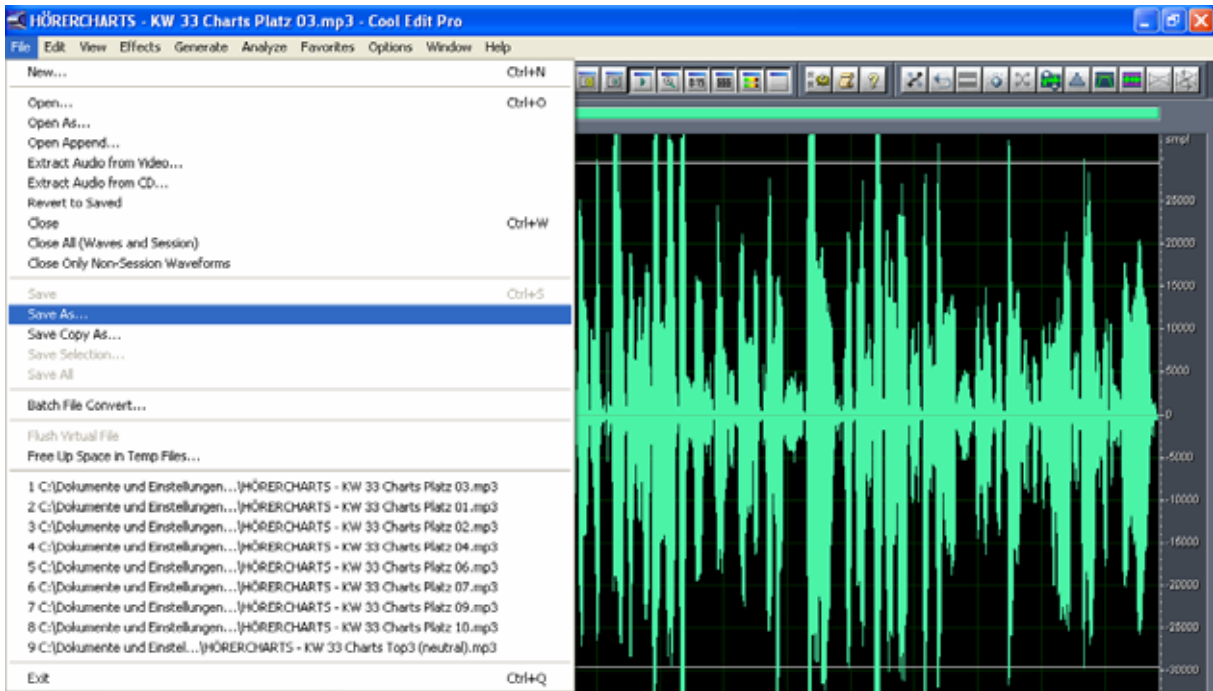 HÖRERCHARTS - KW 33 Charts Platz 03.mp3 - Cool Edit Pro
File Edit View Effects Generate Analyze Favorites Options Window Help
New... Ctrl+N
Open... Ctrl+O
Open As...
Open Append...
Extract Audio from Video...
Extract Audio from CD...
Revert to Saved
Close Ctrl+W
Close All (Waves and Session)
Close Only Non-Session Waveforms
Save Ctrl+S
Save As...
Save Copy As...
Save Selection...
Save All
Batch File Convert...
Flush Virtual File
Free Up Space in Temp Files...
1 C:\Dokumente und Einstellungen...\HÖRERCHARTS - KW 33 Charts Platz 03.mp3
2 C:\Dokumente und Einstellungen...\HÖRERCHARTS - KW 33 Charts Platz 01.mp3
3 C:\Dokumente und Einstellungen...\HÖRERCHARTS - KW 33 Charts Platz 02.mp3
4 C:\Dokumente und Einstellungen...\HÖRERCHARTS - KW 33 Charts Platz 04.mp3
5 C:\Dokumente und Einstellungen...\HÖRERCHARTS - KW 33 Charts Platz 06.mp3
6 C:\Dokumente und Einstellungen...\HÖRERCHARTS - KW 33 Charts Platz 07.mp3
7 C:\Dokumente und Einstellungen...\HÖRERCHARTS - KW 33 Charts Platz 09.mp3
8 C:\Dokumente und Einstellungen...\HÖRERCHARTS - KW 33 Charts Platz 10.mp3
9 C:\Dokumente und Einstel...\HÖRERCHARTS - KW 33 Charts Top3 (neutral).mp3
Exit Ctrl+Q
smpl
25000
20000
15000
10000
5000
0
-5000
-10000
-15000
-20000
-25000
-30000